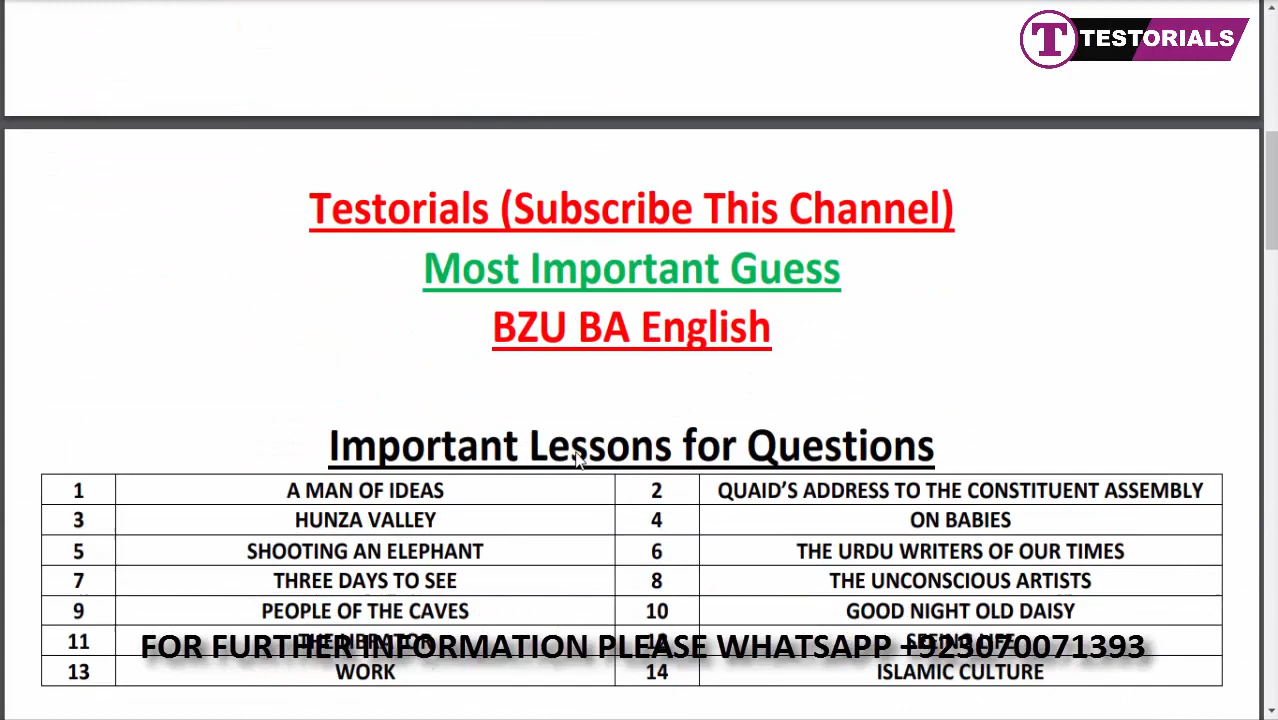 T TESTORIALS
Testorials (Subscribe This Channel)
Most Important Guess
BZU BA English
Important Lessons for Questions
1 A MAN OF IDEAS 2 QUAID'S ADDRESS TO THE CONSTITUENT ASSEMBLY
3 HUNZA VALLEY 4 ON BABIES
5 SHOOTING AN ELEPHANT 6 THE URDU WRITERS OF OUR TIMES
7 THREE DAYS TO SEE 8 THE UNCONSCIOUS ARTISTS
9 PEOPLE OF THE CAVES 10 GOOD NIGHT OLD DAISY
11
FOR FURTHER INFORMATION PLEASE WHATSAPP +923070071393
13 WORK 14 ISLAMIC CULTURE